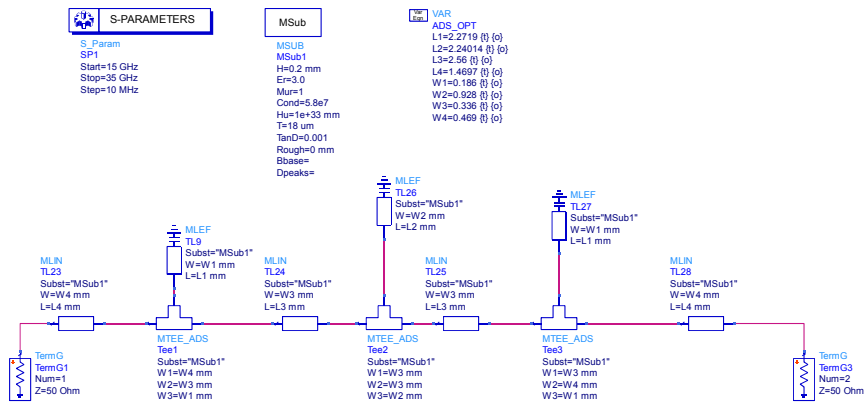 S-PARAMETERS
S_Param
SP1
Start=15 GHz
Stop=35 GHz
Step=10 MHz
MSub
MSUB
MSub1
H=0.2 mm
Er=3.0
Mur=1
Cond=5.8e7
Hu=1e+33 mm
T=18 um
TanD=0.001
Rough=0 mm
Bbase=
Dpeaks=
Var
Eqn
VAR
ADS_OPT
L1=2.2719 {t} {o}
L2=2.24014 {t} {o}
L3=2.56 {t} {o}
L4=1.4697 {t} {o}
W1=0.186 {t} {o}
W2=0.928 {t} {o}
W3=0.336 {t} {o}
W4=0.469 {t} {o}
MLEF
TL9
Subst="MSub1"
W=W1 mm
L=L1 mm
MLEF
TL26
Subst="MSub1"
W=W2 mm
L=L2 mm
MLEF
TL27
Subst="MSub1"
W=W1 mm
L=L1 mm
MLIN
TL23
Subst="MSub1"
W=W4 mm
L=L4 mm
MLIN
TL24
Subst="MSub1"
W=W3 mm
L=L3 mm
MLIN
TL25
Subst="MSub1"
W=W3 mm
L=L3 mm
MLIN
TL28
Subst="MSub1"
W=W4 mm
L=L4 mm
TermG
TermG1
Num=1
Z=50 Ohm
MTEE_ADS
Tee1
Subst="MSub1"
W1=W4 mm
W2=W3 mm
W3=W1 mm
MTEE_ADS
Tee2
Subst="MSub1"
W1=W3 mm
W2=W3 mm
W3=W2 mm
MTEE_ADS
Tee3
Subst="MSub1"
W1=W3 mm
W2=W4 mm
W3=W1 mm
TermG
TermG3
Num=2
Z=50 Ohm